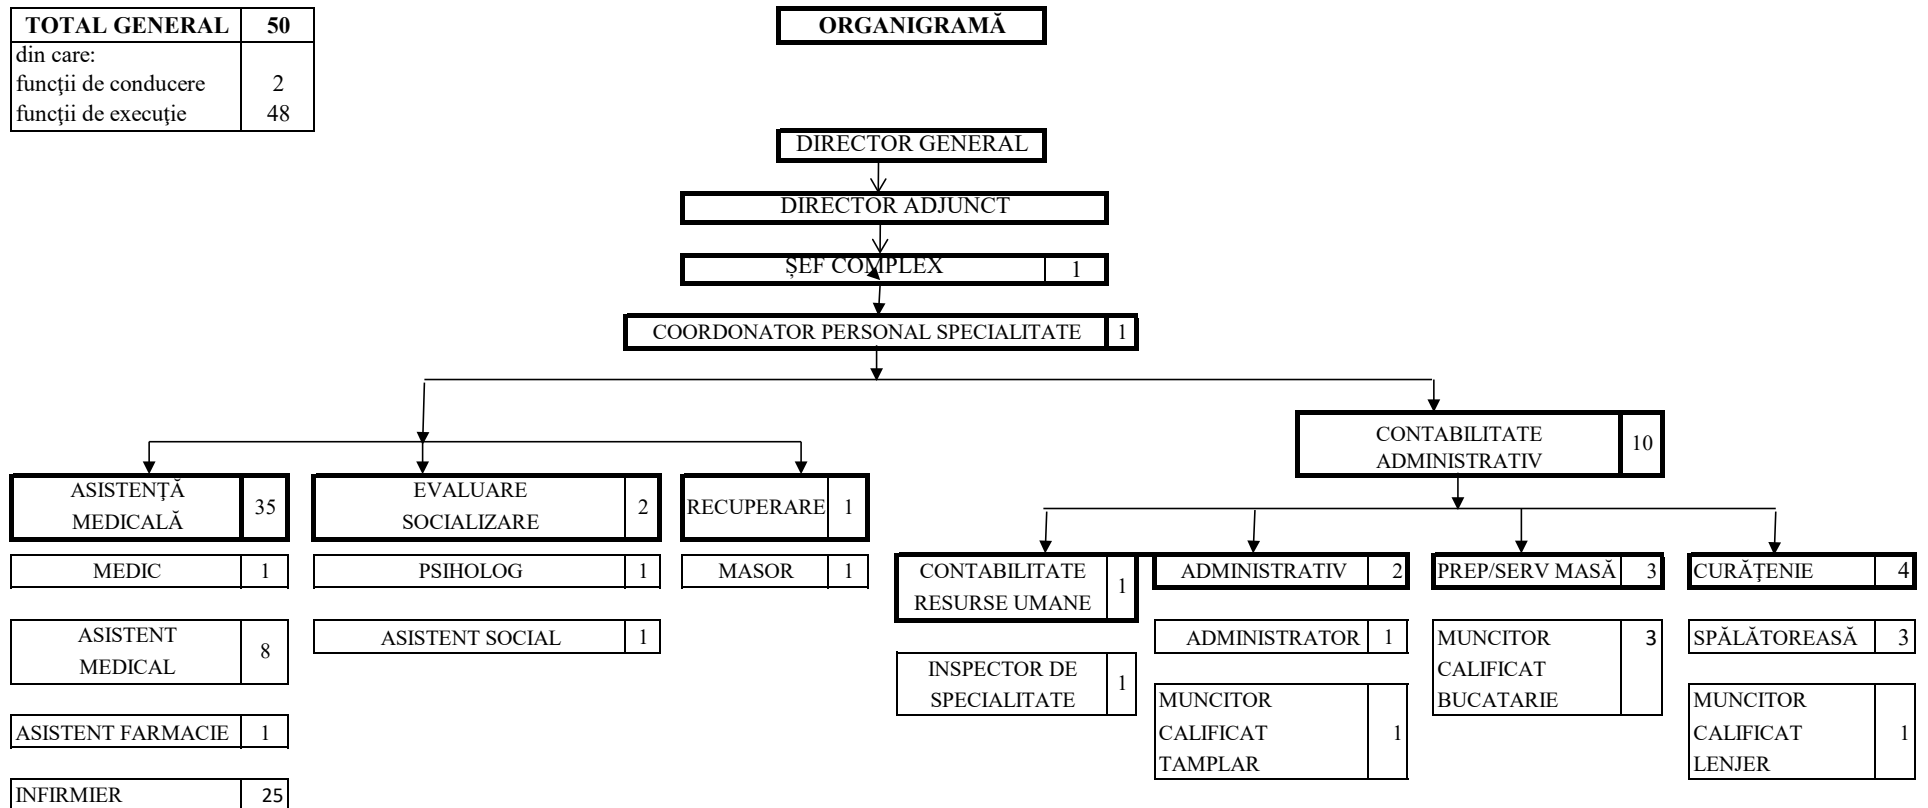 TOTAL GENERAL 50
din care:
funcţii de conducere 2
funcţii de execuţie 48
ORGANIGRAMĂ
DIRECTOR GENERAL
DIRECTOR ADJUNCT
ȘEF COMPLEX 1
COORDONATOR PERSONAL SPECIALITATE 1
CONTABILITATE
ADMINISTRATIV
10
ASISTENŢĂ
MEDICALĂ
35
MEDIC 1
ASISTENT
MEDICAL
8
ASISTENT FARMACIE 1
INFIRMIER 25
EVALUARE
SOCIALIZARE
2
PSIHOLOG 1
ASISTENT SOCIAL 1
RECUPERARE 1
MASOR 1
CONTABILITATE
RESURSE UMANE
1
INSPECTOR DE
SPECIALITATE
1
ADMINISTRATIV 2
ADMINISTRATOR 1
MUNCITOR
CALIFICAT 1
TAMPLAR
PREP/SERV MASĂ 3
MUNCITOR 3
CALIFICAT
BUCATARIE
CURĂŢENIE 4
SPĂLĂTOREASĂ 3
MUNCITOR
CALIFICAT 1
LENJER